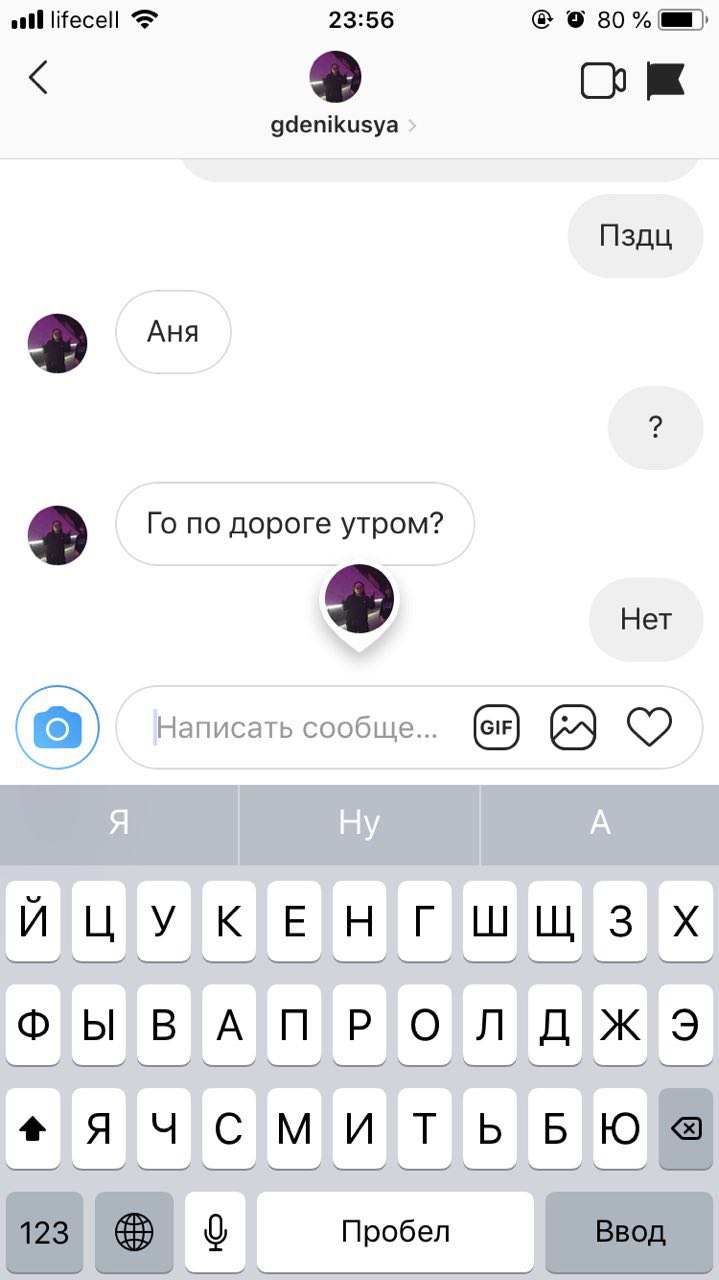 lifecell 23:56 80 %
gdenikusya
Пздц
Аня
?
Го по дороге утром?
Нет
Написать сообще... GIF
Я Ну А
Й Ц У К Е Н Г Ш Щ З Х
Ф Ы В А П Р О Л Д Ж Э
Я Ч С М И Т Ь Б Ю
123 Пробел Ввод